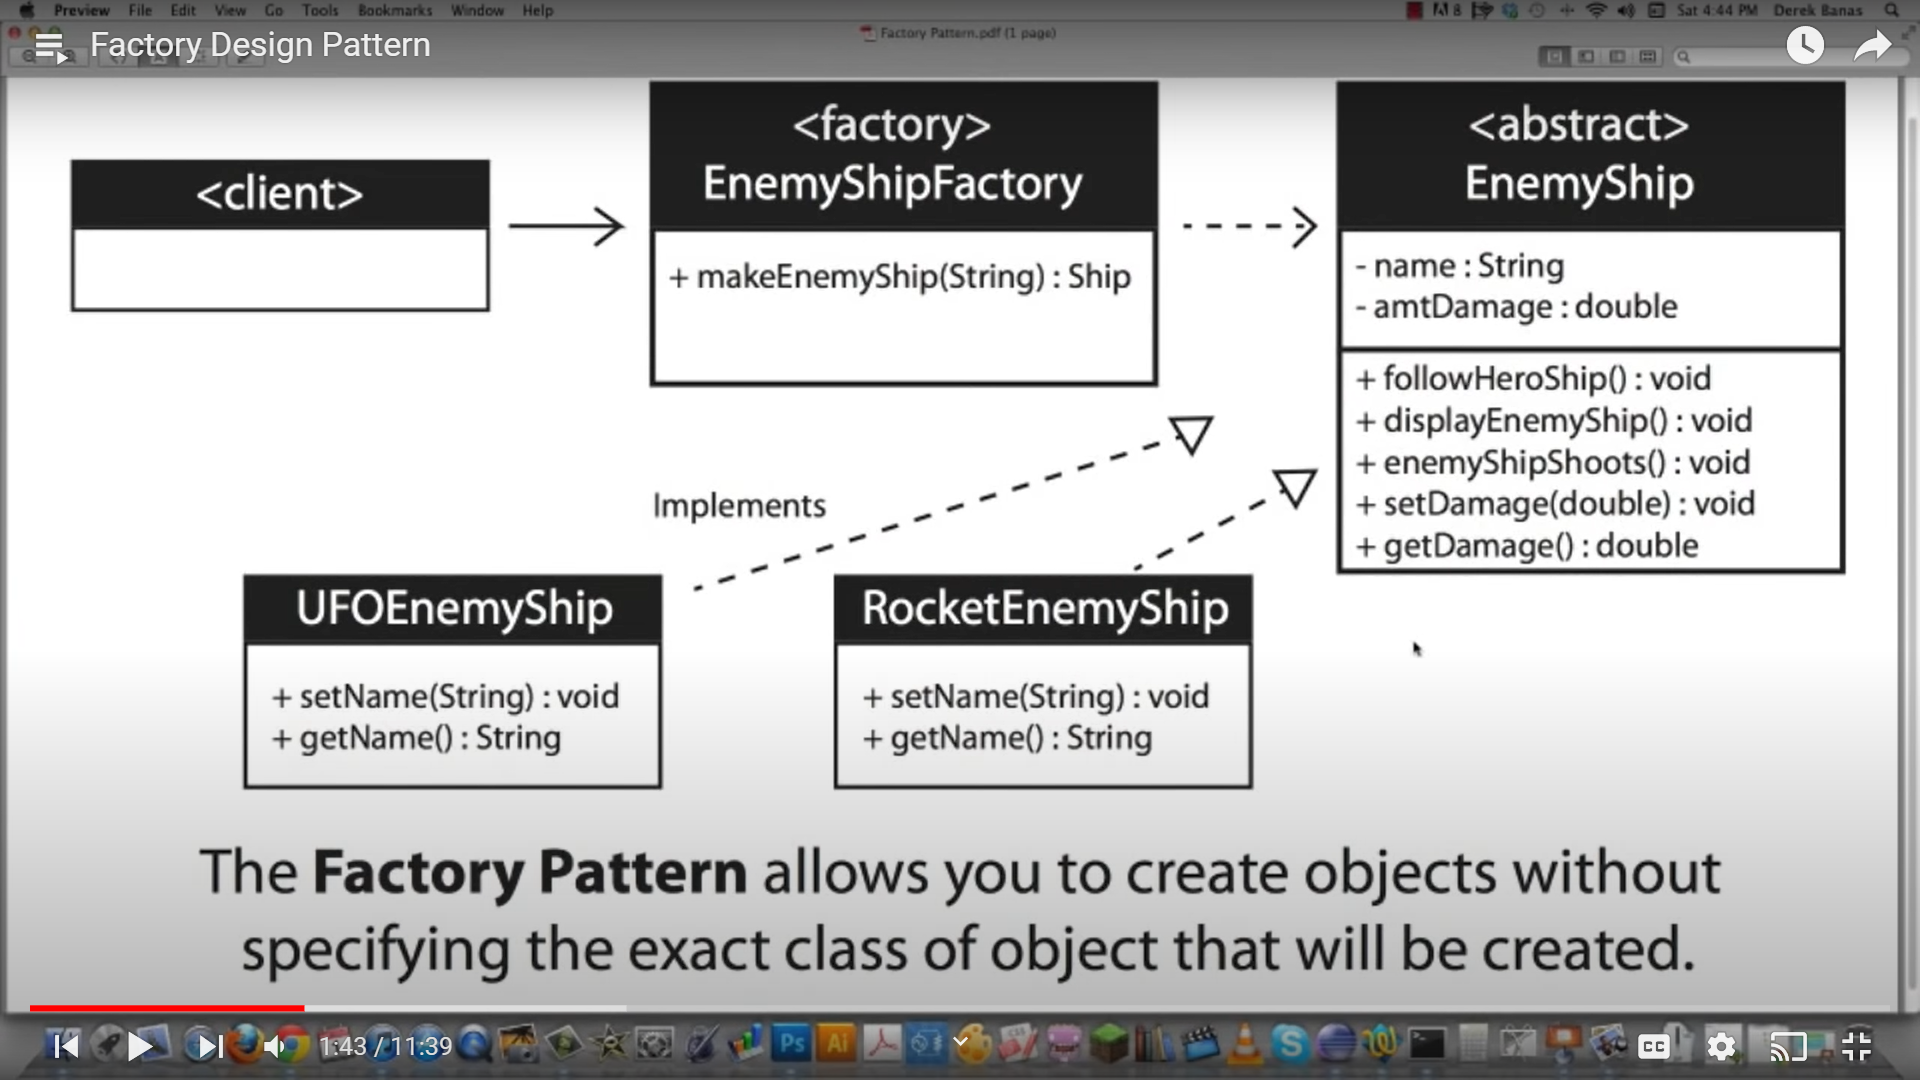 Preview File Edit View Go Tools Bookmarks Window Help
8 Sat 4:44 PM Derek Banas
Factory Pattern.pdf (1 page)
Factory Design Pattern
<client>
<factory>
EnemyShipFactory
+ makeEnemyShip(String) : Ship
<abstract>
EnemyShip
- name : String
- amtDamage : double
+ followHeroShip() : void
+ displayEnemyShip() : void
+ enemyShipShoots() : void
+ setDamage(double) : void
+ getDamage() : double
Implements
UFOEnemyShip
+ setName(String) : void
+ getName() : String
RocketEnemyShip
+ setName(String) : void
+ getName() : String
The Factory Pattern allows you to create objects without
specifying the exact class of object that will be created.
1:43 / 11:39
Ps
Ai
CC